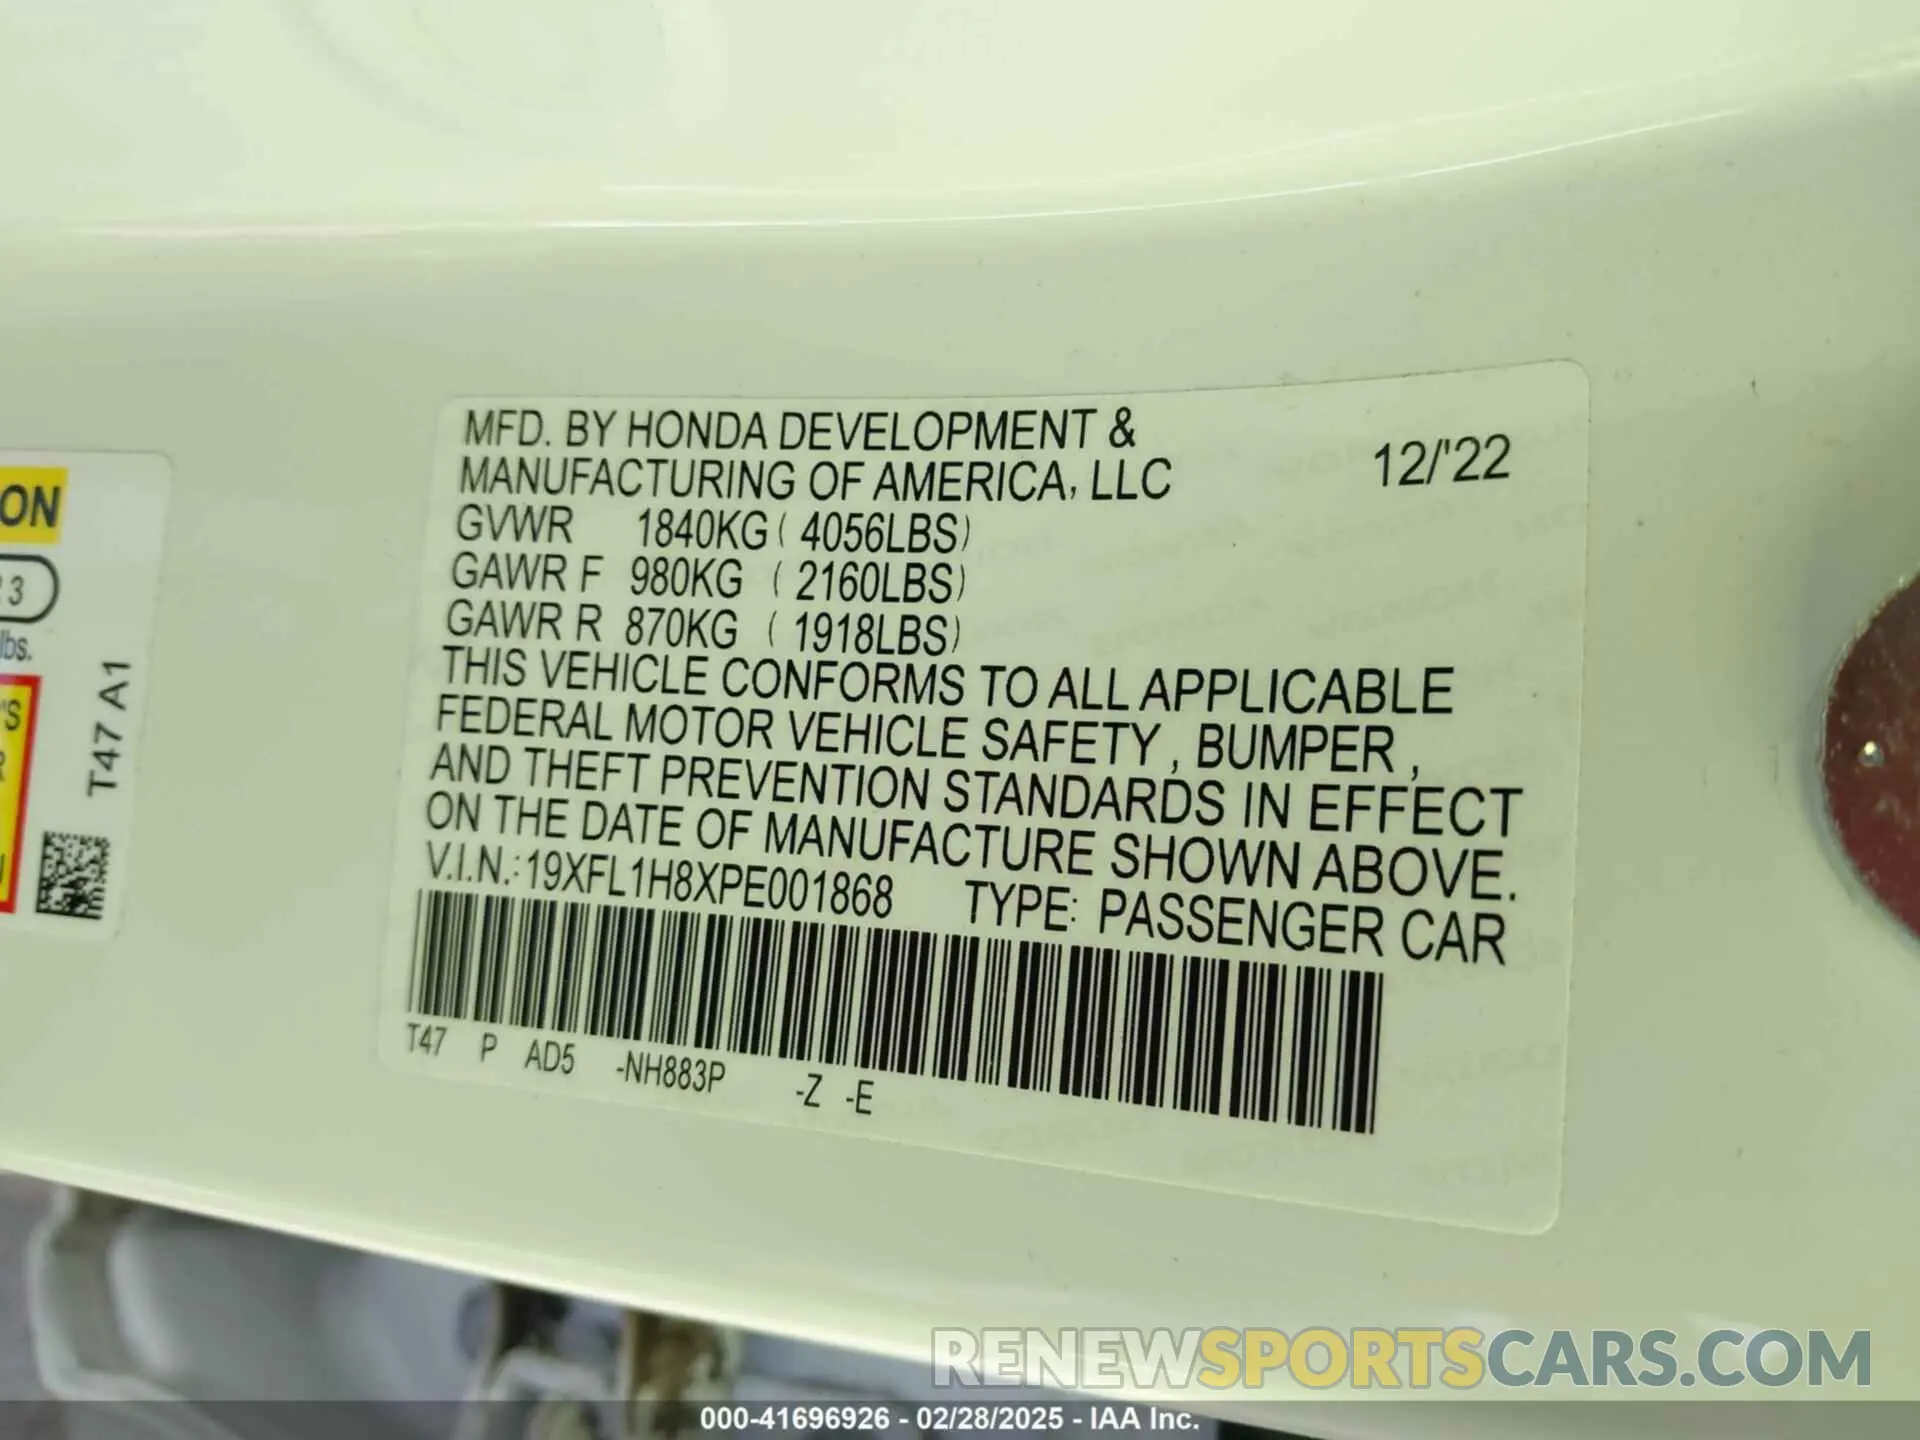 MFD. BY HONDA DEVELOPMENT &
MANUFACTURING OF AMERICA, LLC
12/'22
GVWR 1840KG ( 4056LBS)
GAWR F 980KG ( 2160LBS)
GAWR R 870KG ( 1918LBS)
THIS VEHICLE CONFORMS TO ALL APPLICABLE
FEDERAL MOTOR VEHICLE SAFETY , BUMPER ,
AND THEFT PREVENTION STANDARDS IN EFFECT
ON THE DATE OF MANUFACTURE SHOWN ABOVE.
V.I.N.: 19XFL1H8XPE001868 TYPE: PASSENGER CAR
T47 P AD5 -NH883P -Z -E
ON
3
lbs.
'S
R
T47 A1
RENEWSPORTSCARS.COM
000-41696926 - 02/28/2025 - IAA Inc.